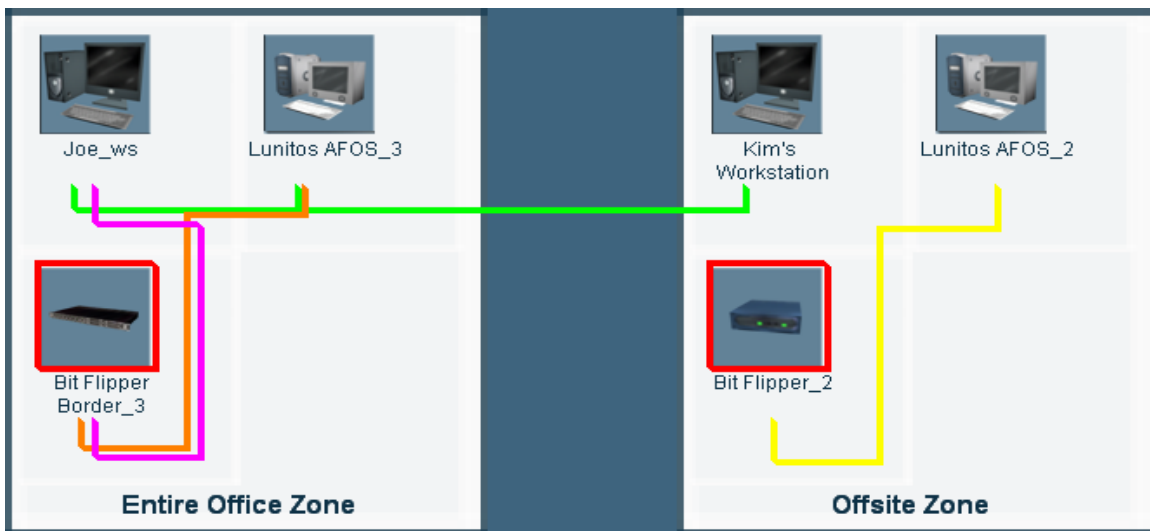 Joe_ws
Lunitos AFOS_3
Bit Flipper
Border_3
Entire Office Zone
Kim's
Workstation
Lunitos AFOS_2
Bit Flipper_2
Offsite Zone